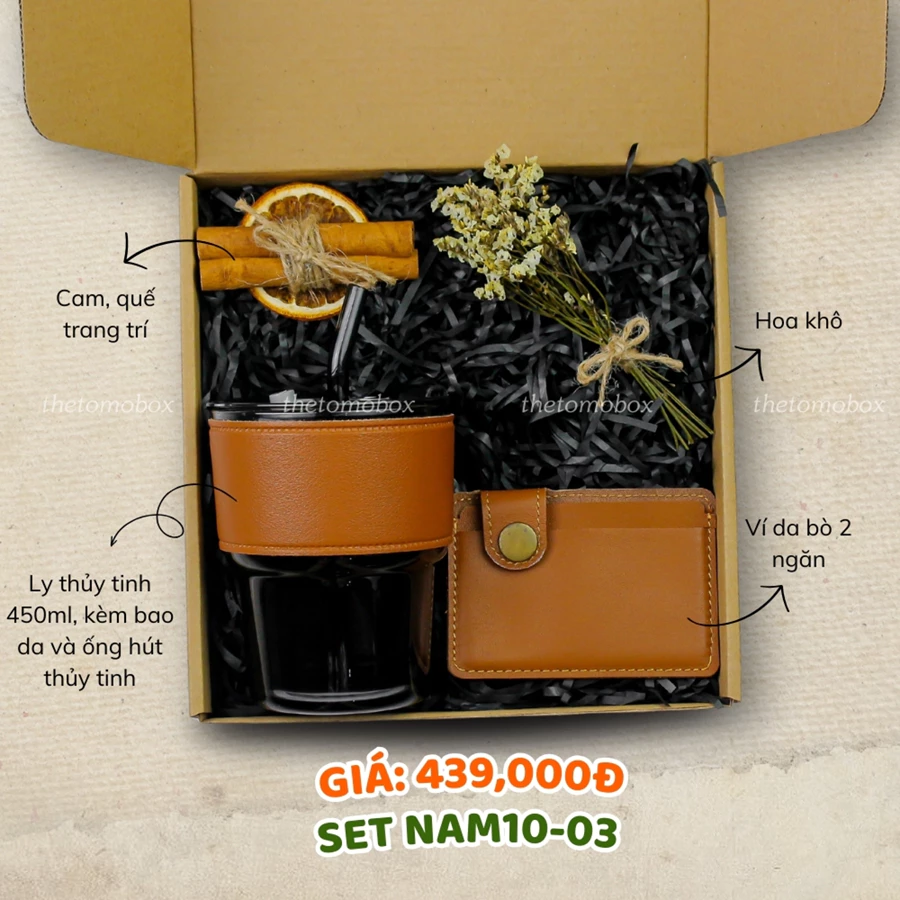 Cam, quế
trang trí
Hoa khô
thetomobox thetomobox thetomobox thetomobox
Ví da bò 2
ngăn
Ly thủy tinh
450ml, kèm bao
da và ống hút
thủy tinh
GIÁ: 439,000Đ
SET NAM10-03